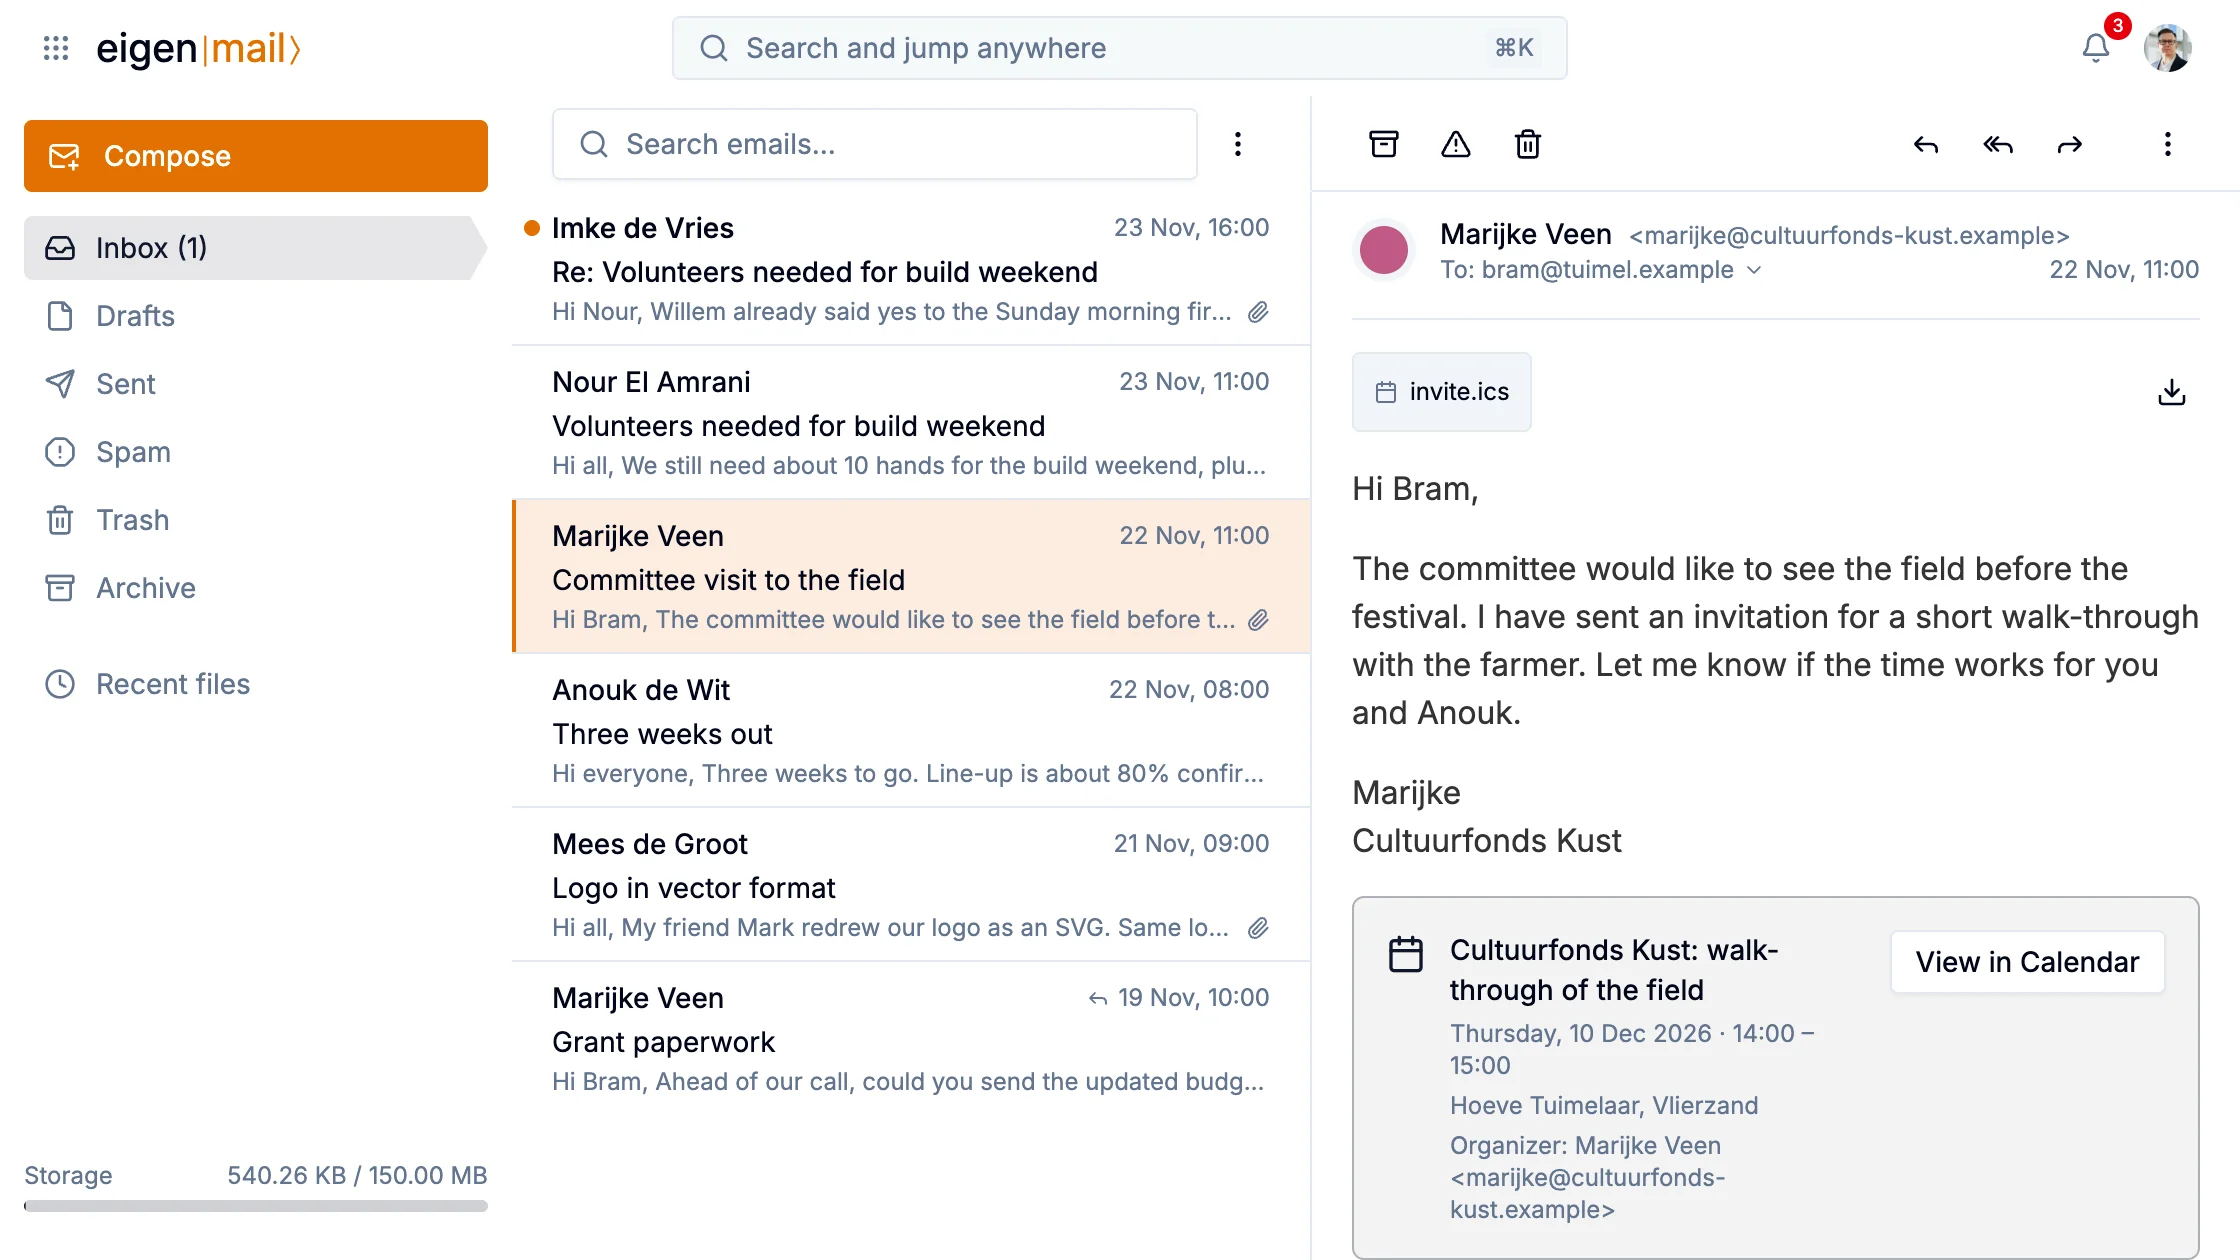 eigen|mail⟩
Search and jump anywhere
⌘K
3
Compose
Inbox (1)
Drafts
Sent
Spam
Trash
Archive
Recent files
Storage 540.26 KB / 150.00 MB
Search emails...
Imke de Vries 23 Nov, 16:00
Re: Volunteers needed for build weekend
Hi Nour, Willem already said yes to the Sunday morning fir...
Nour El Amrani 23 Nov, 11:00
Volunteers needed for build weekend
Hi all, We still need about 10 hands for the build weekend, plu...
Marijke Veen 22 Nov, 11:00
Committee visit to the field
Hi Bram, The committee would like to see the field before t...
Anouk de Wit 22 Nov, 08:00
Three weeks out
Hi everyone, Three weeks to go. Line-up is about 80% confir...
Mees de Groot 21 Nov, 09:00
Logo in vector format
Hi all, My friend Mark redrew our logo as an SVG. Same lo...
Marijke Veen 19 Nov, 10:00
Grant paperwork
Hi Bram, Ahead of our call, could you send the updated budg...
Marijke Veen <marijke@cultuurfonds-kust.example>
To: bram@tuimel.example 22 Nov, 11:00
invite.ics
Hi Bram,
The committee would like to see the field before the
festival. I have sent an invitation for a short walk-through
with the farmer. Let me know if the time works for you
and Anouk.
Marijke
Cultuurfonds Kust
Cultuurfonds Kust: walk-
through of the field
View in Calendar
Thursday, 10 Dec 2026 · 14:00 –
15:00
Hoeve Tuimelaar, Vlierzand
Organizer: Marijke Veen
<marijke@cultuurfonds-
kust.example>